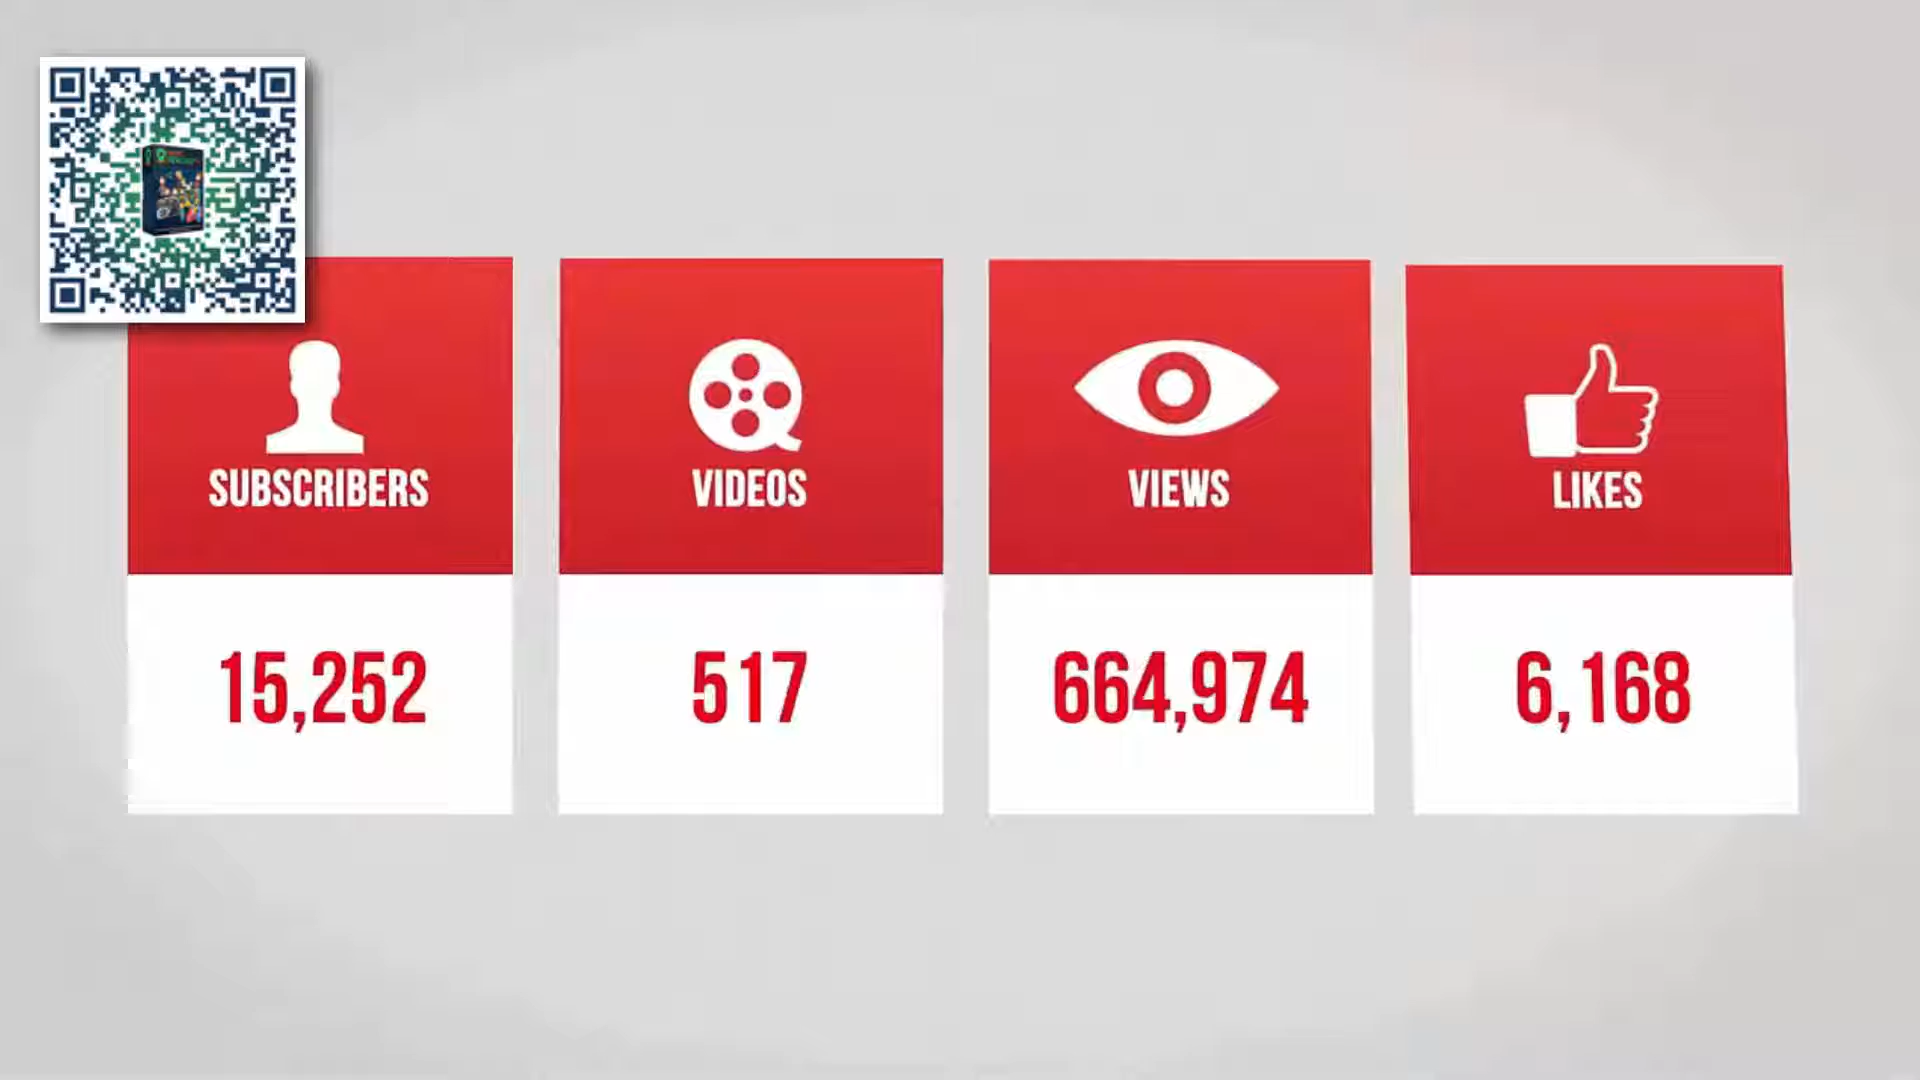 SUBSCRIBERS
15,252
VIDEOS
517
VIEWS
664,974
LIKES
6,168